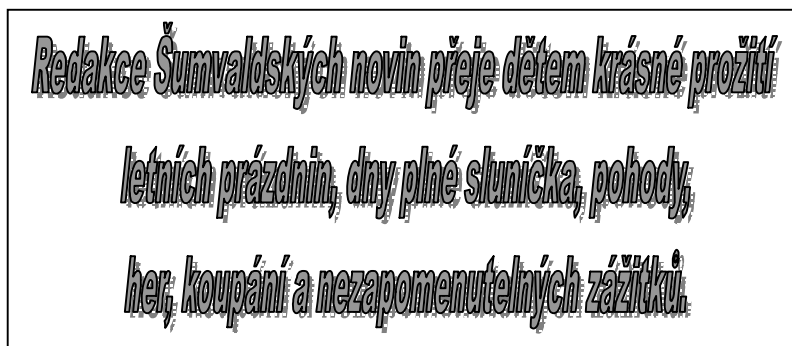 Redakce Šumvaldských novin přeje dětem krásné prožití
letních prázdnin, dny plné sluníčka, pohody,
her, koupání a nezapomenutelných zážitků.